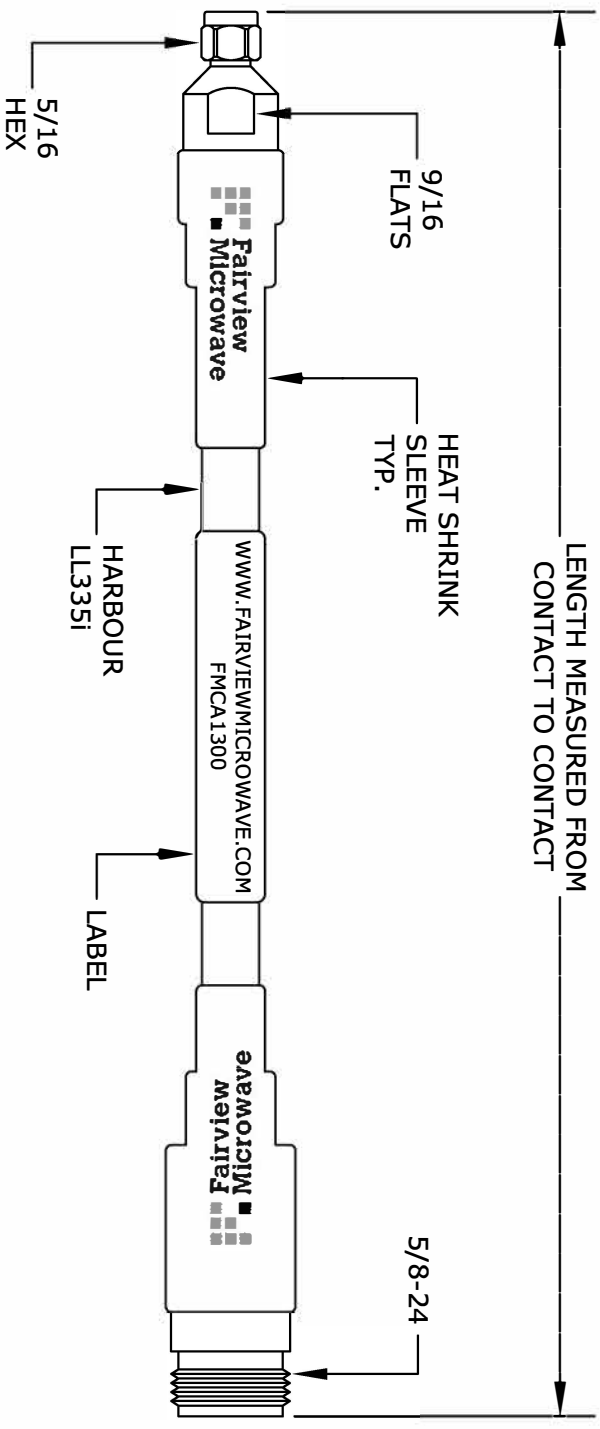 LENGTH MEASURED FROM
CONTACT TO CONTACT
9/16
FLATS
HEAT SHRINK
SLEEVE
TYP.
5/8-24
Fairview
Microwave
WWW.FAIRVIEWMICROWAVE.COM
FMCA1300
Fairview
Microwave
5/16
HEX
HARBOUR
LL335i
LABEL